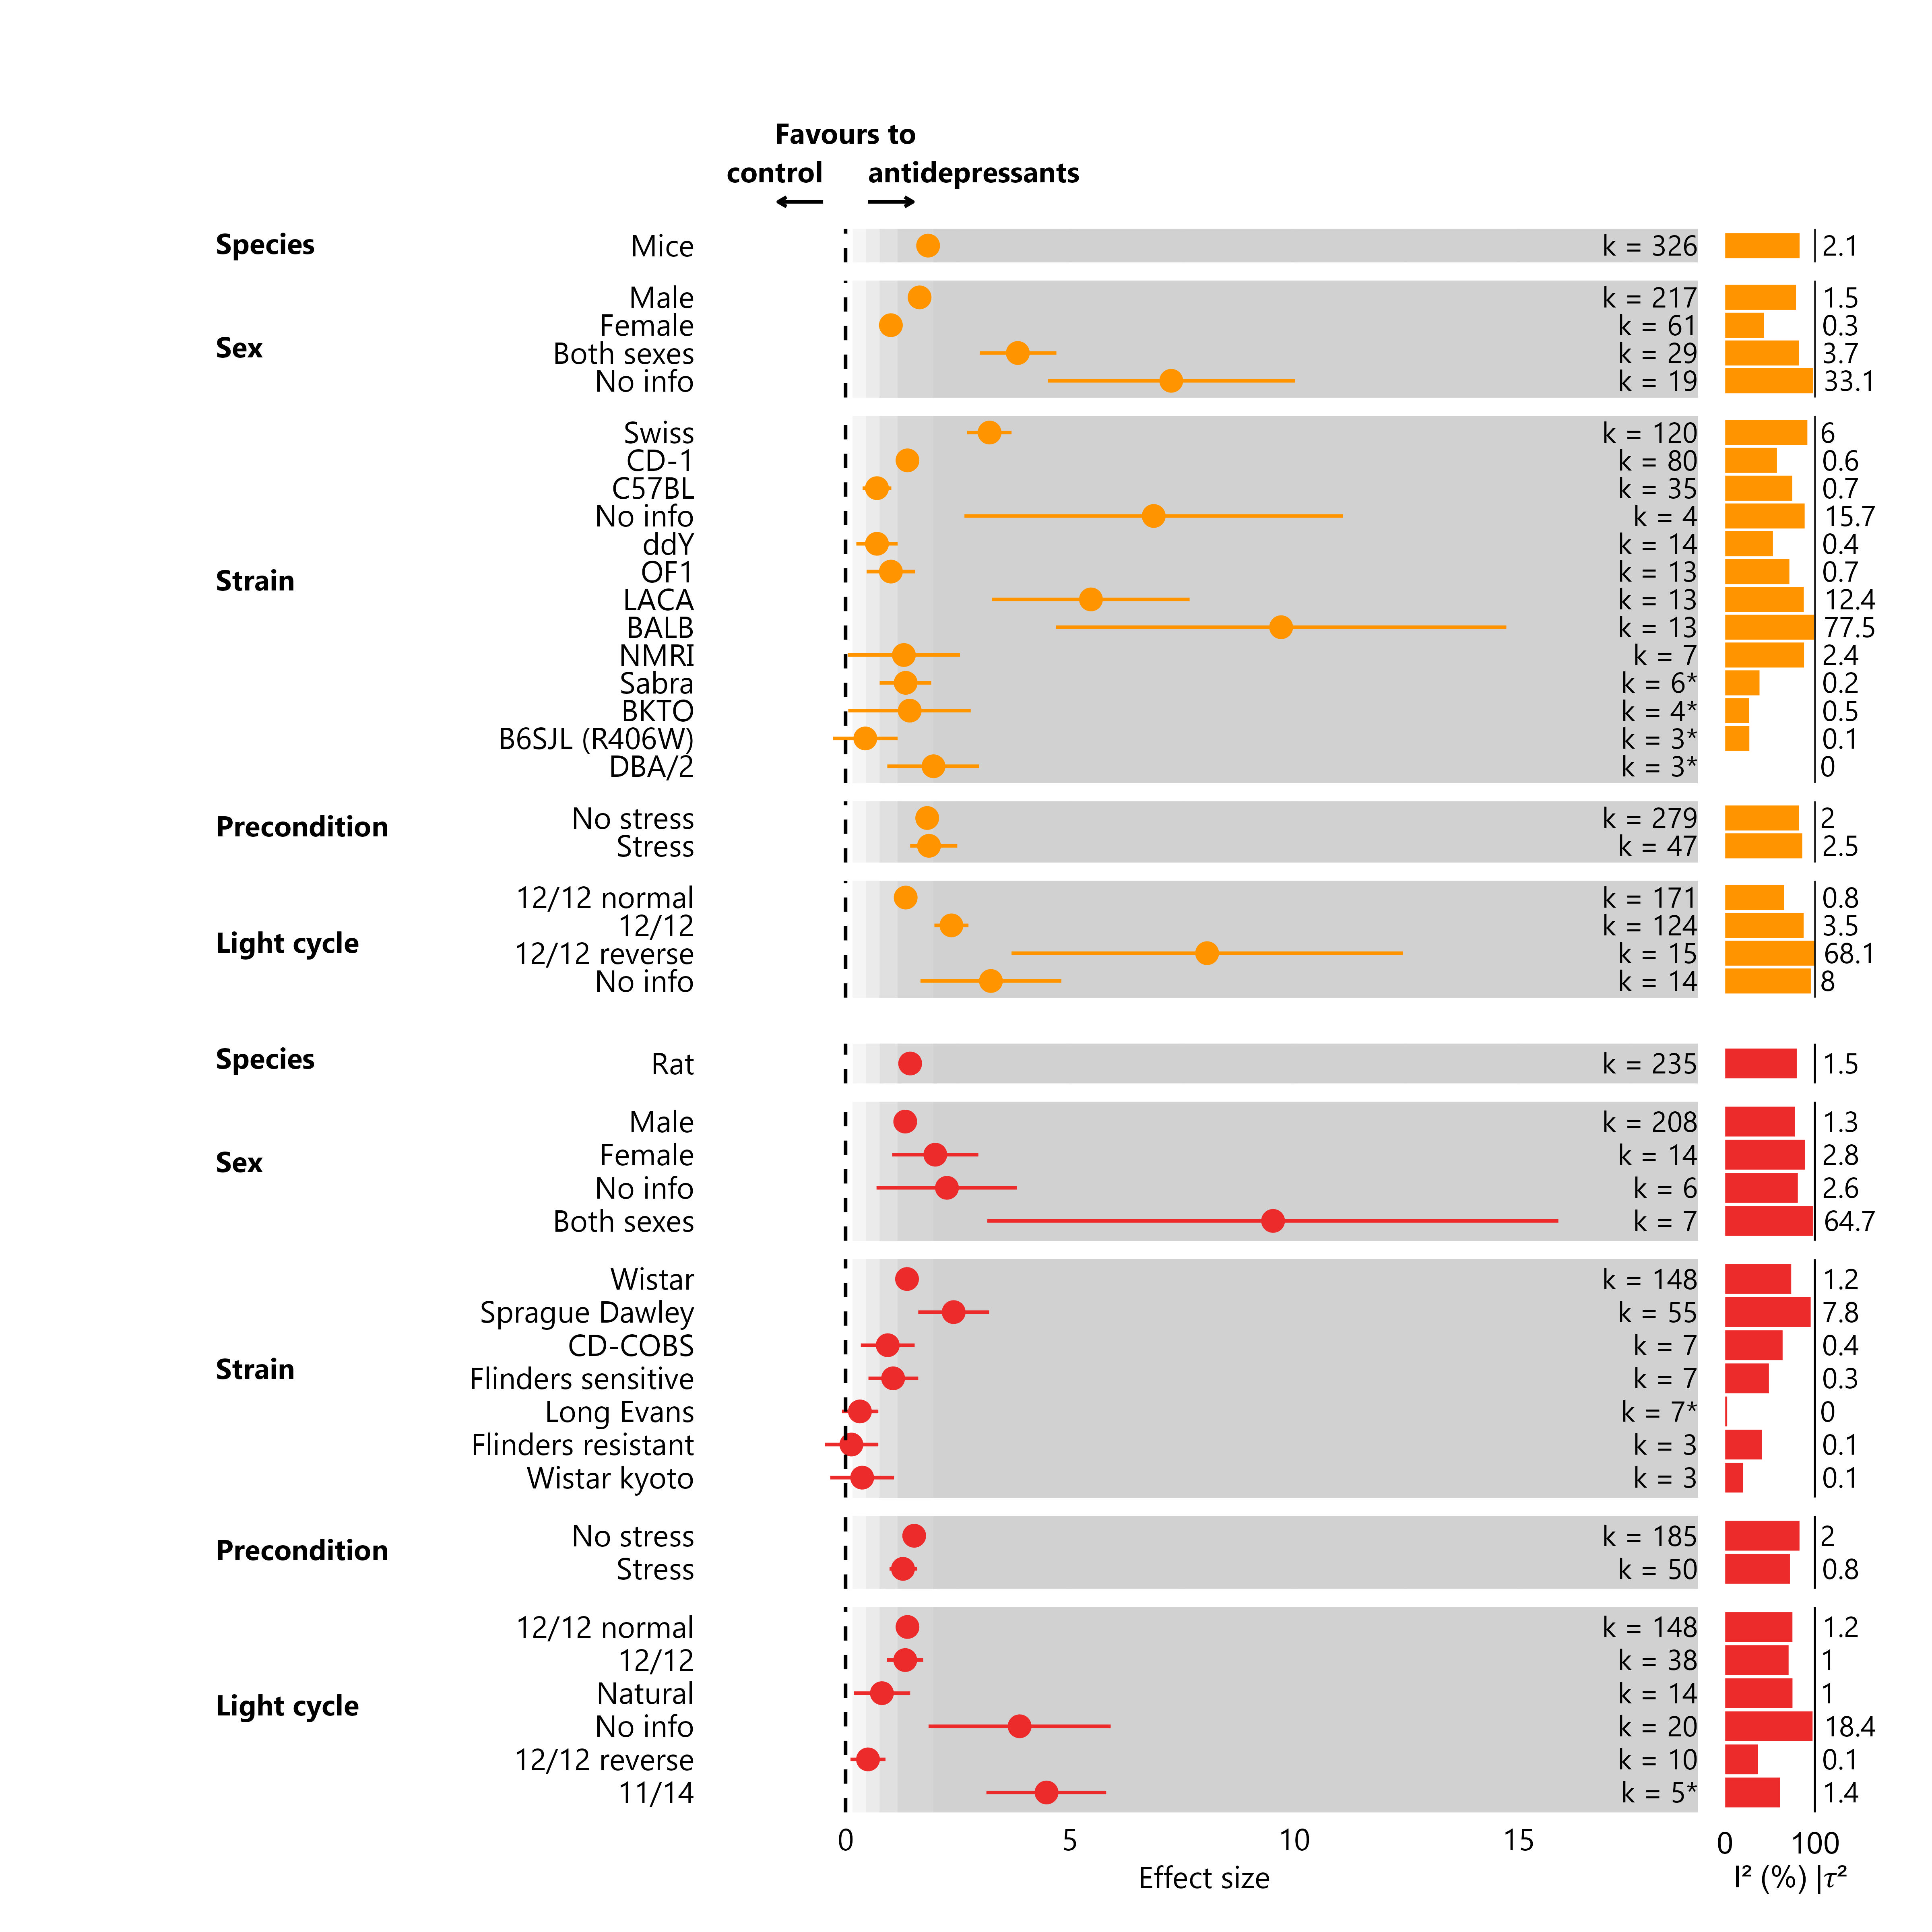 Favours to
control antidepressants
Species Mice k = 326 2.1
Male k = 217 1.5
Female k = 61 0.3
Sex
Both sexes k = 29 3.7
No info k = 19 33.1
Swiss k = 120 6
CD-1 k = 80 0.6
C57BL k = 35 0.7
No info k = 4 15.7
ddY k = 14 0.4
OF1 k = 13 0.7
Strain
LACA k = 13 12.4
BALB k = 13 77.5
NMRI k = 7 2.4
Sabra k = 6* 0.2
BKTO k = 4* 0.5
B6SJL (R406W) k = 3* 0.1
DBA/2 k = 3* 0
No stress k = 279 2
Precondition
Stress k = 47 2.5
12/12 normal k = 171 0.8
12/12 k = 124 3.5
Light cycle
12/12 reverse k = 15 68.1
No info k = 14 8
Species Rat k = 235 1.5
Male k = 208 1.3
Female k = 14 2.8
Sex
No info k = 6 2.6
Both sexes k = 7 64.7
Wistar k = 148 1.2
Sprague Dawley k = 55 7.8
CD-COBS k = 7 0.4
Strain
Flinders sensitive k = 7 0.3
Long Evans k = 7* 0
Flinders resistant k = 3 0.1
Wistar kyoto k = 3 0.1
No stress k = 185 2
Precondition
Stress k = 50 0.8
12/12 normal k = 148 1.2
12/12 k = 38 1
Natural k = 14 1
Light cycle
No info k = 20 18.4
12/12 reverse k = 10 0.1
11/14 k = 5* 1.4
0 5 10 15 0 100
Effect size I² (%) |τ²